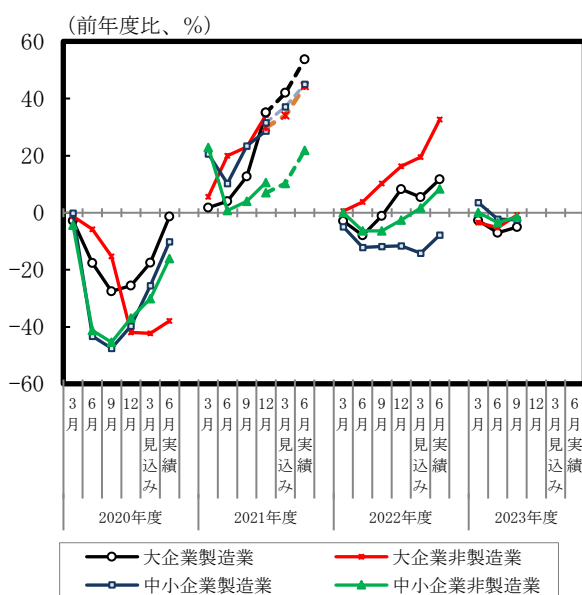 (前年度比、%)
60
40
20
0
−20
−40
−60
3月 6月 9月 12月 3月見込み 6月実績 3月 6月 9月 12月 3月見込み 6月実績 3月 6月 9月 12月 3月見込み 6月実績 3月 6月 9月 12月 3月見込み 6月実績
2020年度 2021年度 2022年度 2023年度
大企業製造業 大企業非製造業
中小企業製造業 中小企業非製造業